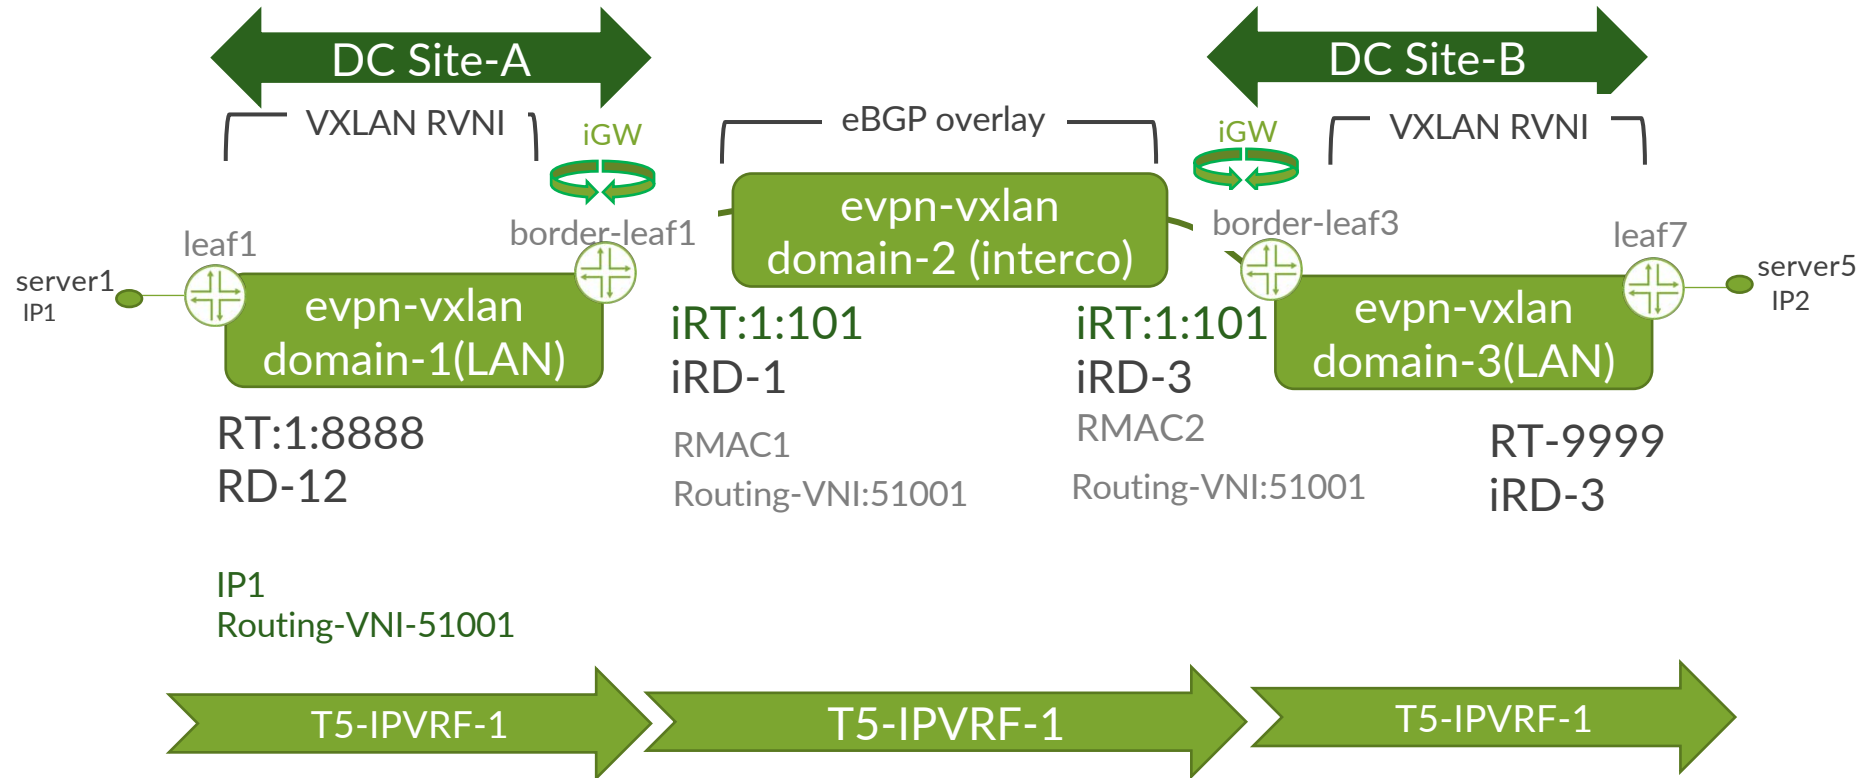 DC Site-A
DC Site-B
VXLAN RVNI
iGW
eBGP overlay
iGW
VXLAN RVNI
leaf1
border-leaf1
evpn-vxlan
domain-2 (interco)
border-leaf3
leaf7
server1
IP1
evpn-vxlan
domain-1(LAN)
evpn-vxlan
domain-3(LAN)
server5
IP2
iRT:1:101
iRD-1
RMAC1
Routing-VNI:51001
iRT:1:101
iRD-3
RMAC2
Routing-VNI:51001
RT:1:8888
RD-12
RT-9999
iRD-3
IP1
Routing-VNI-51001
T5-IPVRF-1
T5-IPVRF-1
T5-IPVRF-1